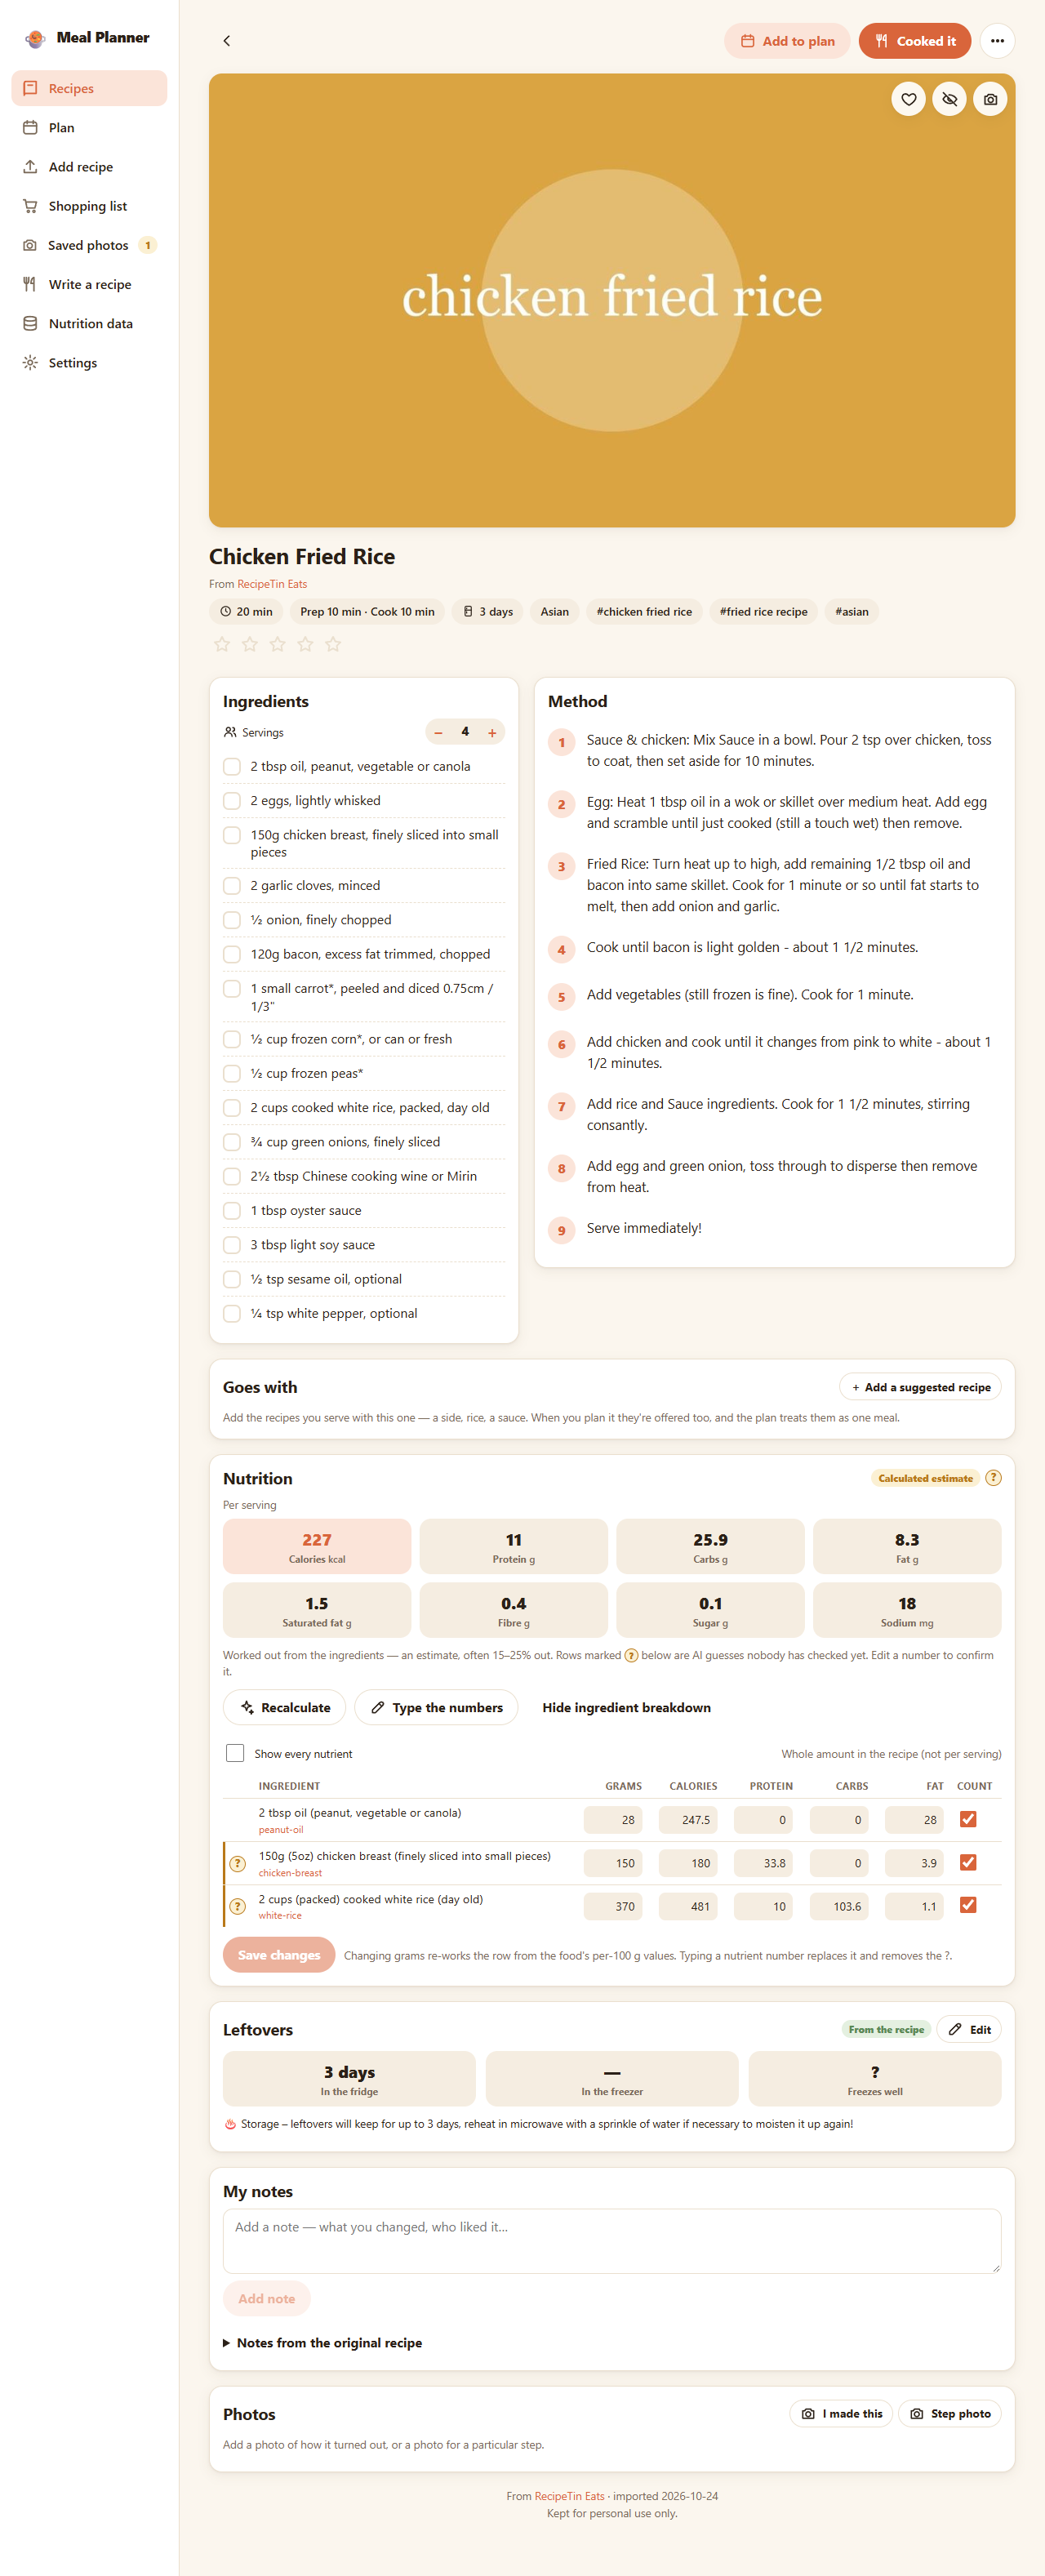 Meal Planner
Recipes
Plan
Add recipe
Shopping list
Saved photos 1
Write a recipe
Nutrition data
Settings
Add to plan
Cooked it
chicken fried rice
Chicken Fried Rice
From RecipeTin Eats
20 min
Prep 10 min · Cook 10 min
3 days
Asian
#chicken fried rice
#fried rice recipe
#asian
Ingredients
Servings
− 4 +
2 tbsp oil, peanut, vegetable or canola
2 eggs, lightly whisked
150g chicken breast, finely sliced into small
pieces
2 garlic cloves, minced
½ onion, finely chopped
120g bacon, excess fat trimmed, chopped
1 small carrot*, peeled and diced 0.75cm /
1/3"
½ cup frozen corn*, or can or fresh
½ cup frozen peas*
2 cups cooked white rice, packed, day old
¾ cup green onions, finely sliced
2½ tbsp Chinese cooking wine or Mirin
1 tbsp oyster sauce
3 tbsp light soy sauce
½ tsp sesame oil, optional
¼ tsp white pepper, optional
Method
1 Sauce & chicken: Mix Sauce in a bowl. Pour 2 tsp over chicken, toss
to coat, then set aside for 10 minutes.
2 Egg: Heat 1 tbsp oil in a wok or skillet over medium heat. Add egg
and scramble until just cooked (still a touch wet) then remove.
3 Fried Rice: Turn heat up to high, add remaining 1/2 tbsp oil and
bacon into same skillet. Cook for 1 minute or so until fat starts to
melt, then add onion and garlic.
4 Cook until bacon is light golden - about 1 1/2 minutes.
5 Add vegetables (still frozen is fine). Cook for 1 minute.
6 Add chicken and cook until it changes from pink to white - about 1
1/2 minutes.
7 Add rice and Sauce ingredients. Cook for 1 1/2 minutes, stirring
consantly.
8 Add egg and green onion, toss through to disperse then remove
from heat.
9 Serve immediately!
Goes with
+ Add a suggested recipe
Add the recipes you serve with this one — a side, rice, a sauce. When you plan it they're offered too, and the plan treats them as one meal.
Nutrition
Calculated estimate ?
Per serving
227
Calories kcal
11
Protein g
25.9
Carbs g
8.3
Fat g
1.5
Saturated fat g
0.4
Fibre g
0.1
Sugar g
18
Sodium mg
Worked out from the ingredients — an estimate, often 15–25% out. Rows marked ? below are AI guesses nobody has checked yet. Edit a number to confirm
it.
Recalculate
Type the numbers
Hide ingredient breakdown
Show every nutrient
Whole amount in the recipe (not per serving)
INGREDIENT GRAMS CALORIES PROTEIN CARBS FAT COUNT
2 tbsp oil (peanut, vegetable or canola) 28 247.5 0 0 28
peanut-oil
? 150g (5oz) chicken breast (finely sliced into small pieces) 150 180 33.8 0 3.9
chicken-breast
? 2 cups (packed) cooked white rice (day old) 370 481 10 103.6 1.1
white-rice
Save changes
Changing grams re-works the row from the food's per-100 g values. Typing a nutrient number replaces it and removes the ?.
Leftovers
From the recipe
Edit
3 days
In the fridge
—
In the freezer
?
Freezes well
Storage – leftovers will keep for up to 3 days, reheat in microwave with a sprinkle of water if necessary to moisten it up again!
My notes
Add a note — what you changed, who liked it...
Add note
Notes from the original recipe
Photos
I made this
Step photo
Add a photo of how it turned out, or a photo for a particular step.
From RecipeTin Eats · imported 2026-10-24
Kept for personal use only.